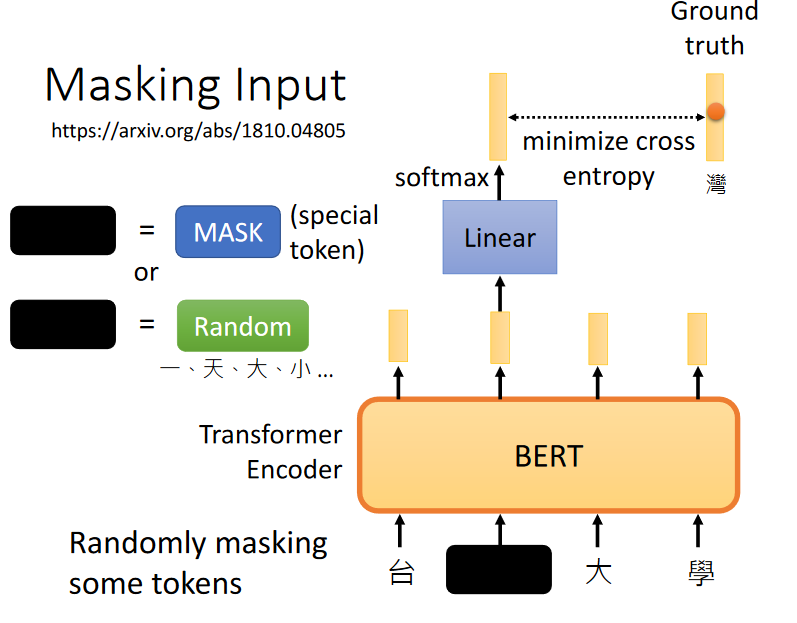 Masking Input
https://arxiv.org/abs/1810.04805
Ground
truth
minimize cross
entropy
灣
softmax
Linear
=
MASK
(special
token)
or
=
Random
一、天、大、小 ...
Transformer
Encoder
BERT
Randomly masking
some tokens
台
大
學